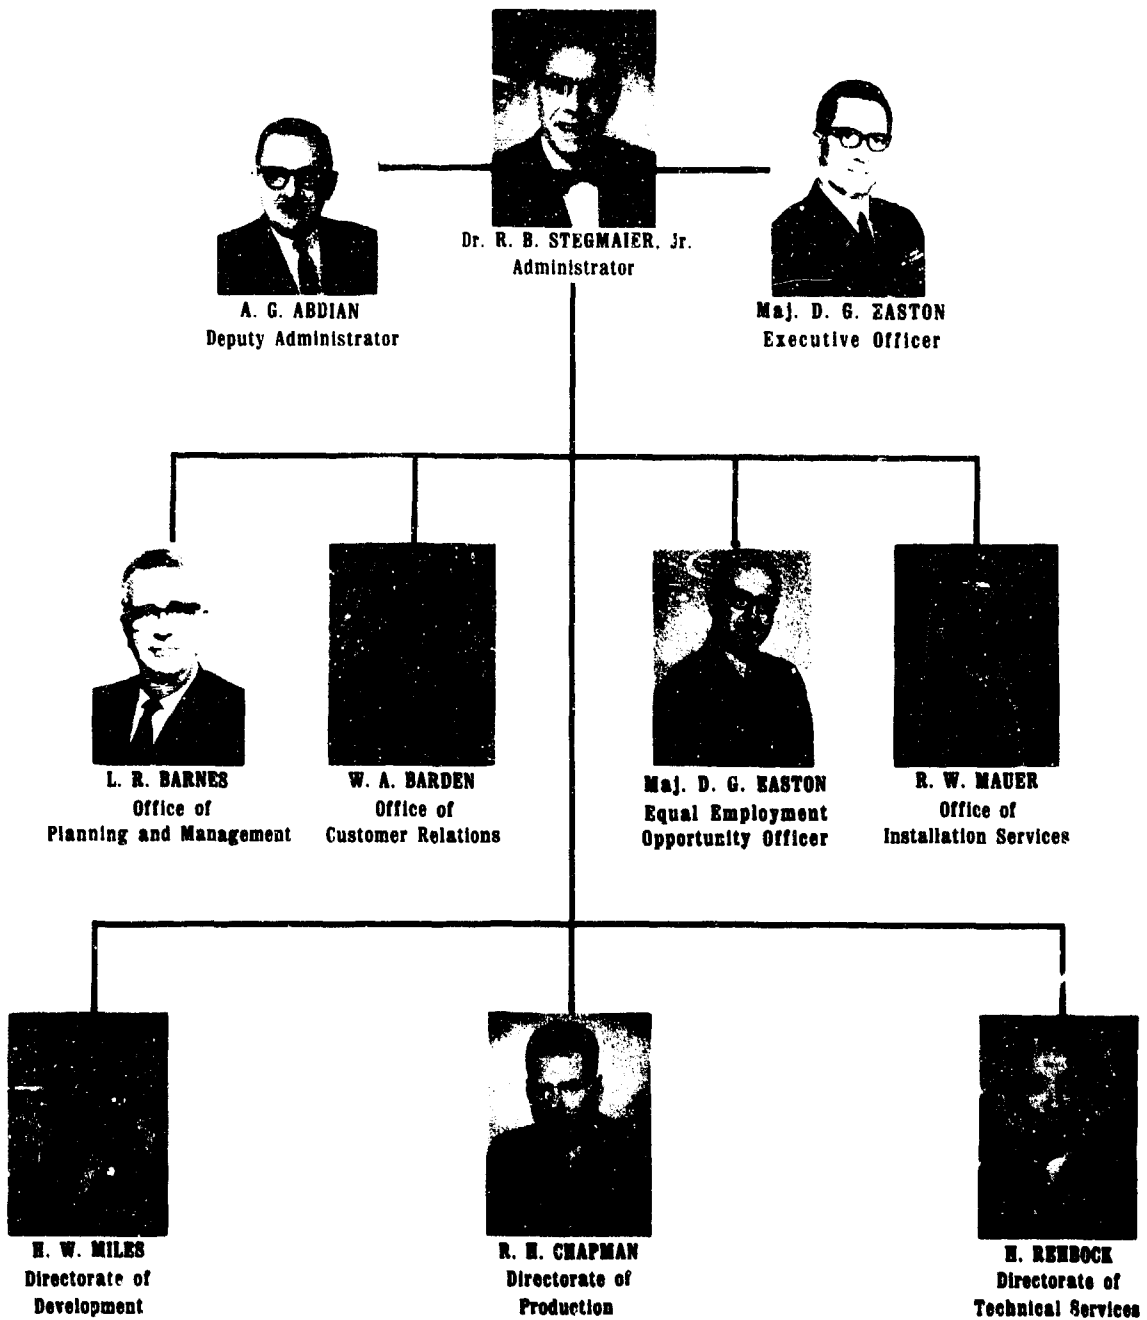 Dr. R. B. STEGMAIER, Jr.
Administrator
A. G. ABDIAN
Deputy Administrator
Maj. D. G. EASTON
Executive Officer
L. R. BARNES
Office of
Planning and Management
W. A. BARDEN
Office of
Customer Relations
Maj. D. G. EASTON
Equal Employment
Opportunity Officer
R. W. MAUER
Office of
Installation Services
H. W. MILES
Directorate of
Development
R. H. CHAPMAN
Directorate of
Production
H. REHBOCK
Directorate of
Technical Services